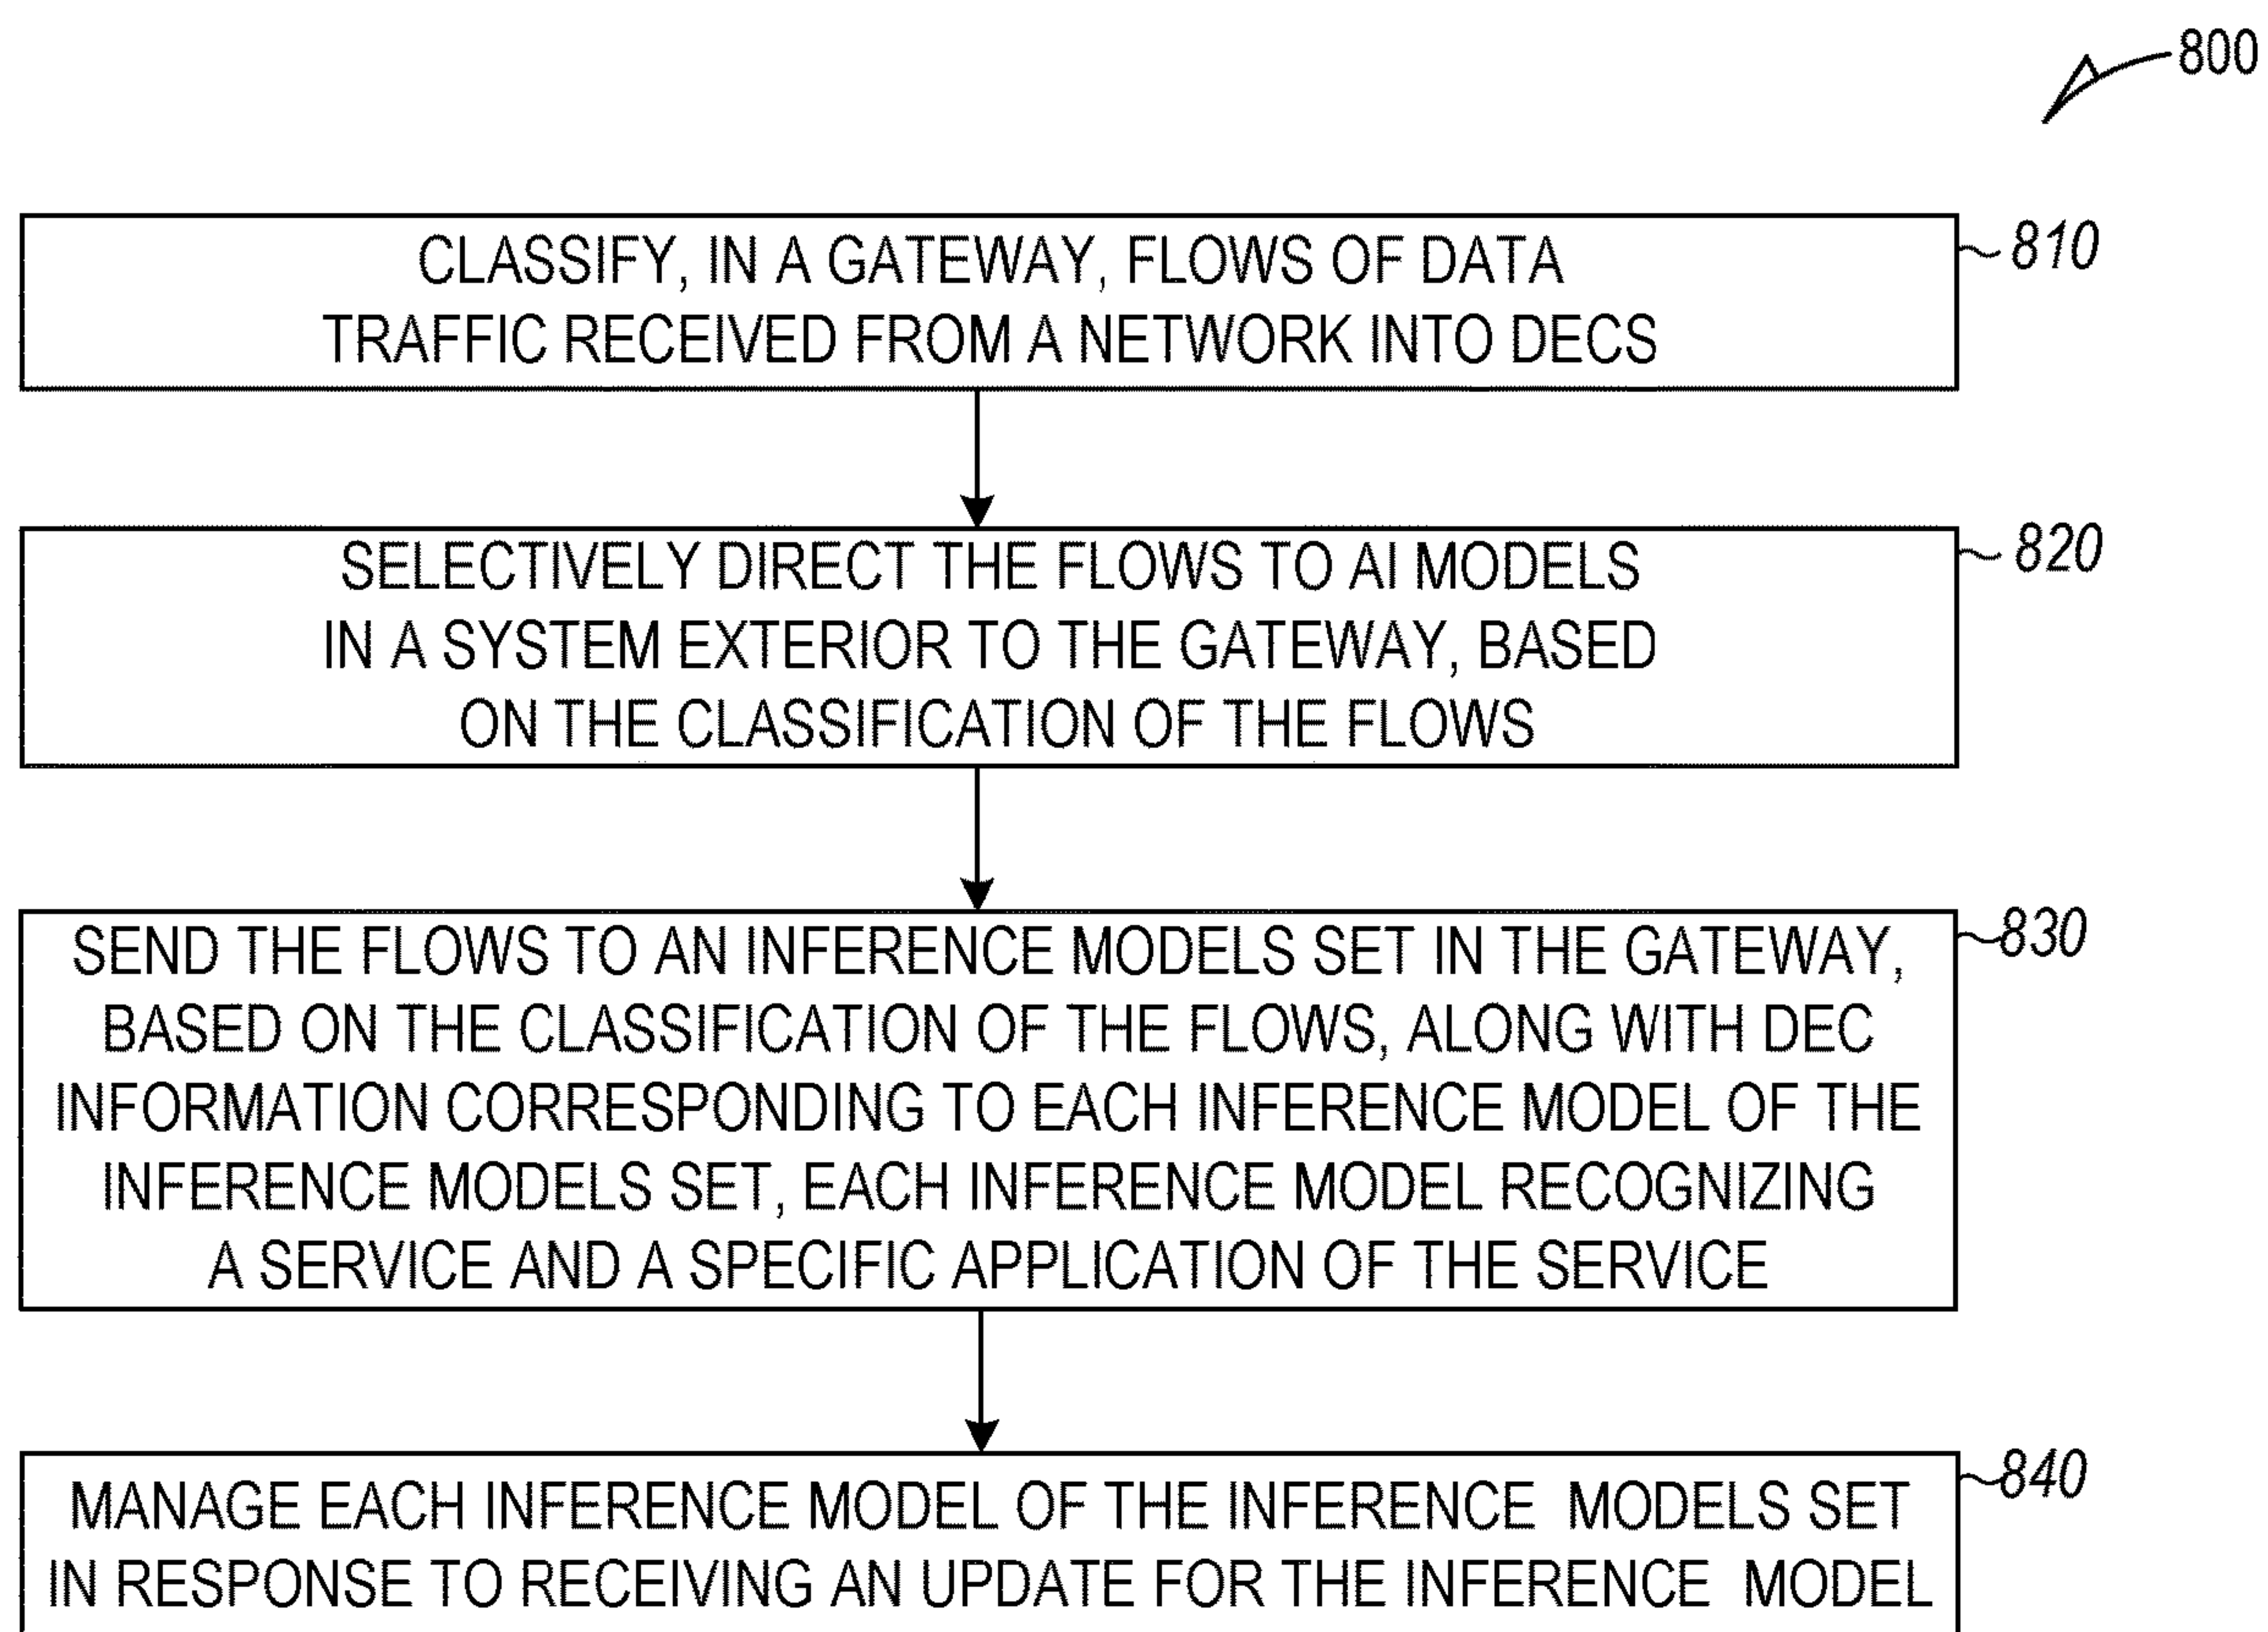 800
CLASSIFY, IN A GATEWAY, FLOWS OF DATA
TRAFFIC RECEIVED FROM A NETWORK INTO DECS
810
SELECTIVELY DIRECT THE FLOWS TO AI MODELS
IN A SYSTEM EXTERIOR TO THE GATEWAY, BASED
ON THE CLASSIFICATION OF THE FLOWS
820
SEND THE FLOWS TO AN INFERENCE MODELS SET IN THE GATEWAY,
BASED ON THE CLASSIFICATION OF THE FLOWS, ALONG WITH DEC
INFORMATION CORRESPONDING TO EACH INFERENCE MODEL OF THE
INFERENCE MODELS SET, EACH INFERENCE MODEL RECOGNIZING
A SERVICE AND A SPECIFIC APPLICATION OF THE SERVICE
830
MANAGE EACH INFERENCE MODEL OF THE INFERENCE MODELS SET
IN RESPONSE TO RECEIVING AN UPDATE FOR THE INFERENCE MODEL
840